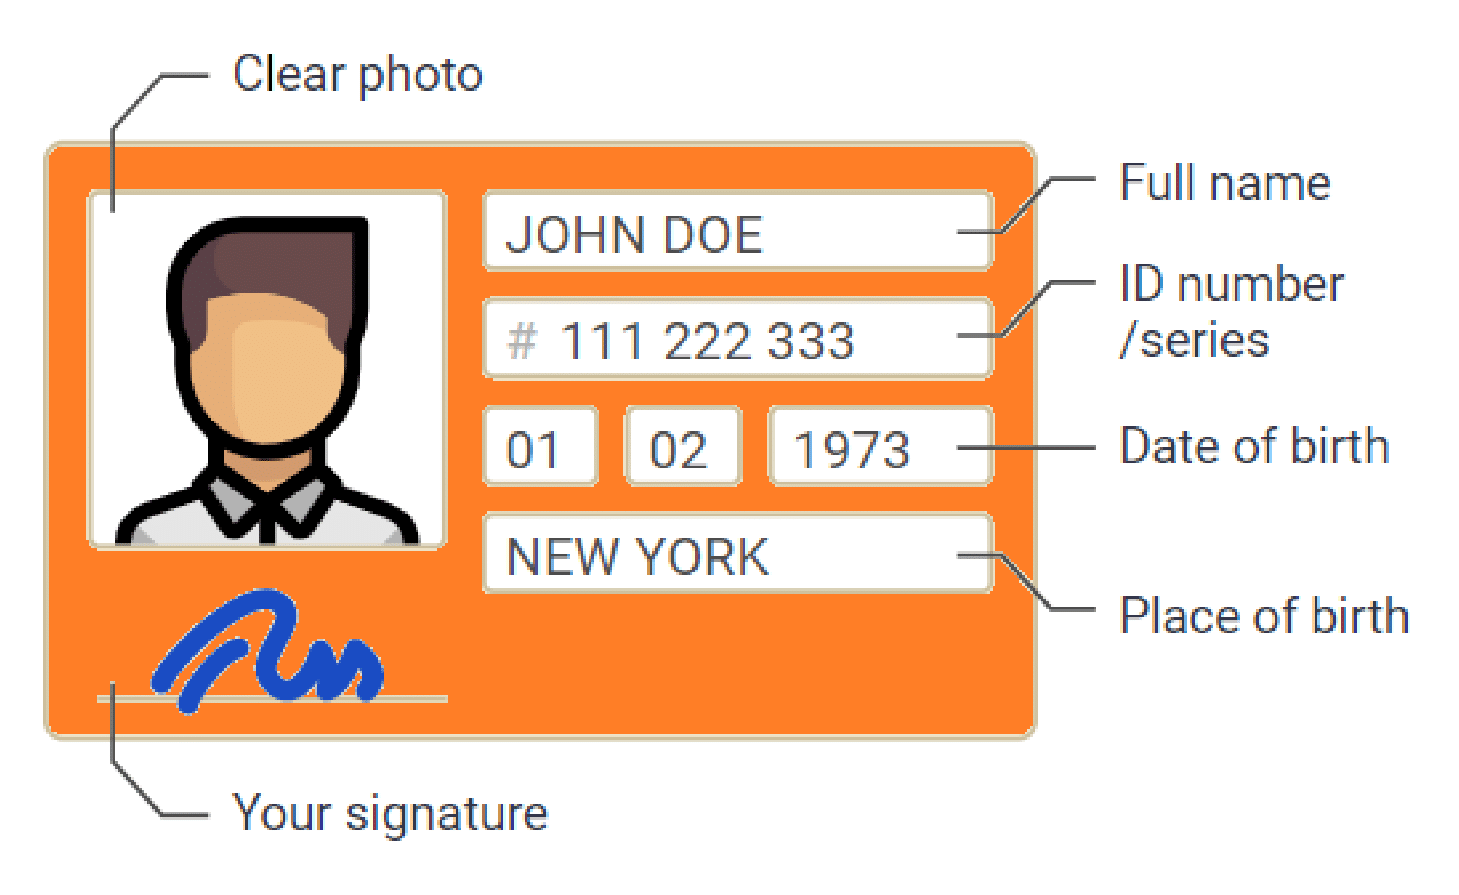 Clear photo
JOHN DOE
Full name
# 111 222 333
ID number
/series
01 02 1973
Date of birth
NEW YORK
Place of birth
Your signature